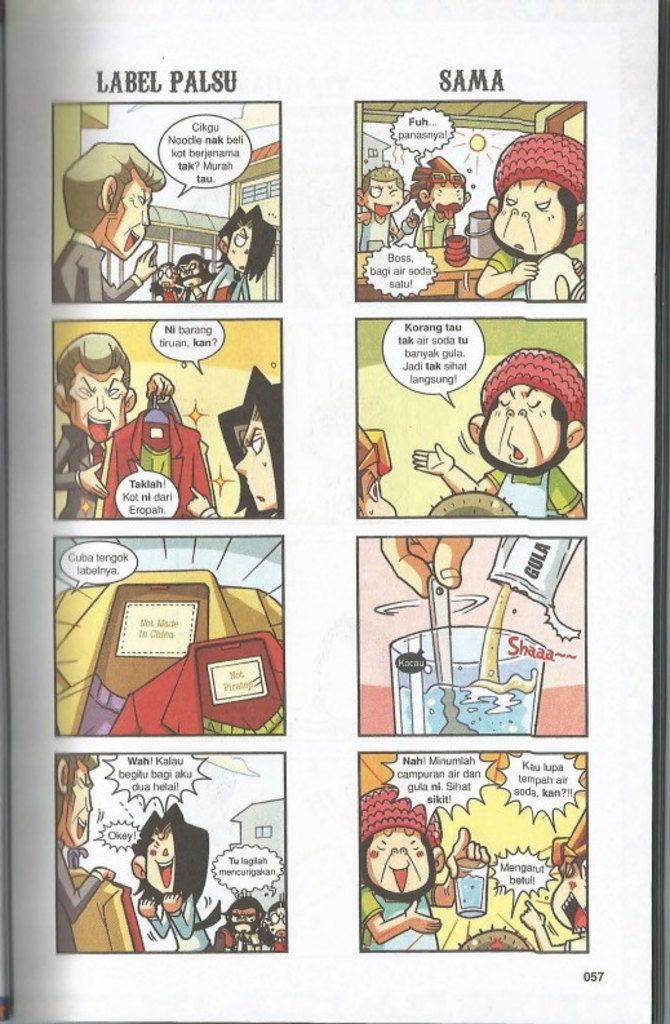 LABEL PALSU
Cikgu
Noodle nak beli
kot berjenama
tak? Murah
tau.
Ni barang
tiruan, kan?
Taklah!
Kot ni dari
Eropah.
Cuba tengok
labelnya.
Not Made
In China
Not
Pirated
Wah! Kalau
begitu bagi aku
dua helai!
Okey!
Tu lagilah
mencurigakan.
SAMA
Fuh...
panasnya!
Boss,
bagi air soda
satu!
Korang tau
tak air soda tu
banyak gula.
Jadi tak sihat
langsung!
GULA
Shaaa~~
Kacau
Nah! Minumlah
campuran air dan
gula ni. Sihat
sikit!
Kau lupa
tempah air
soda, kan?!!
Mengarut
betul!
057